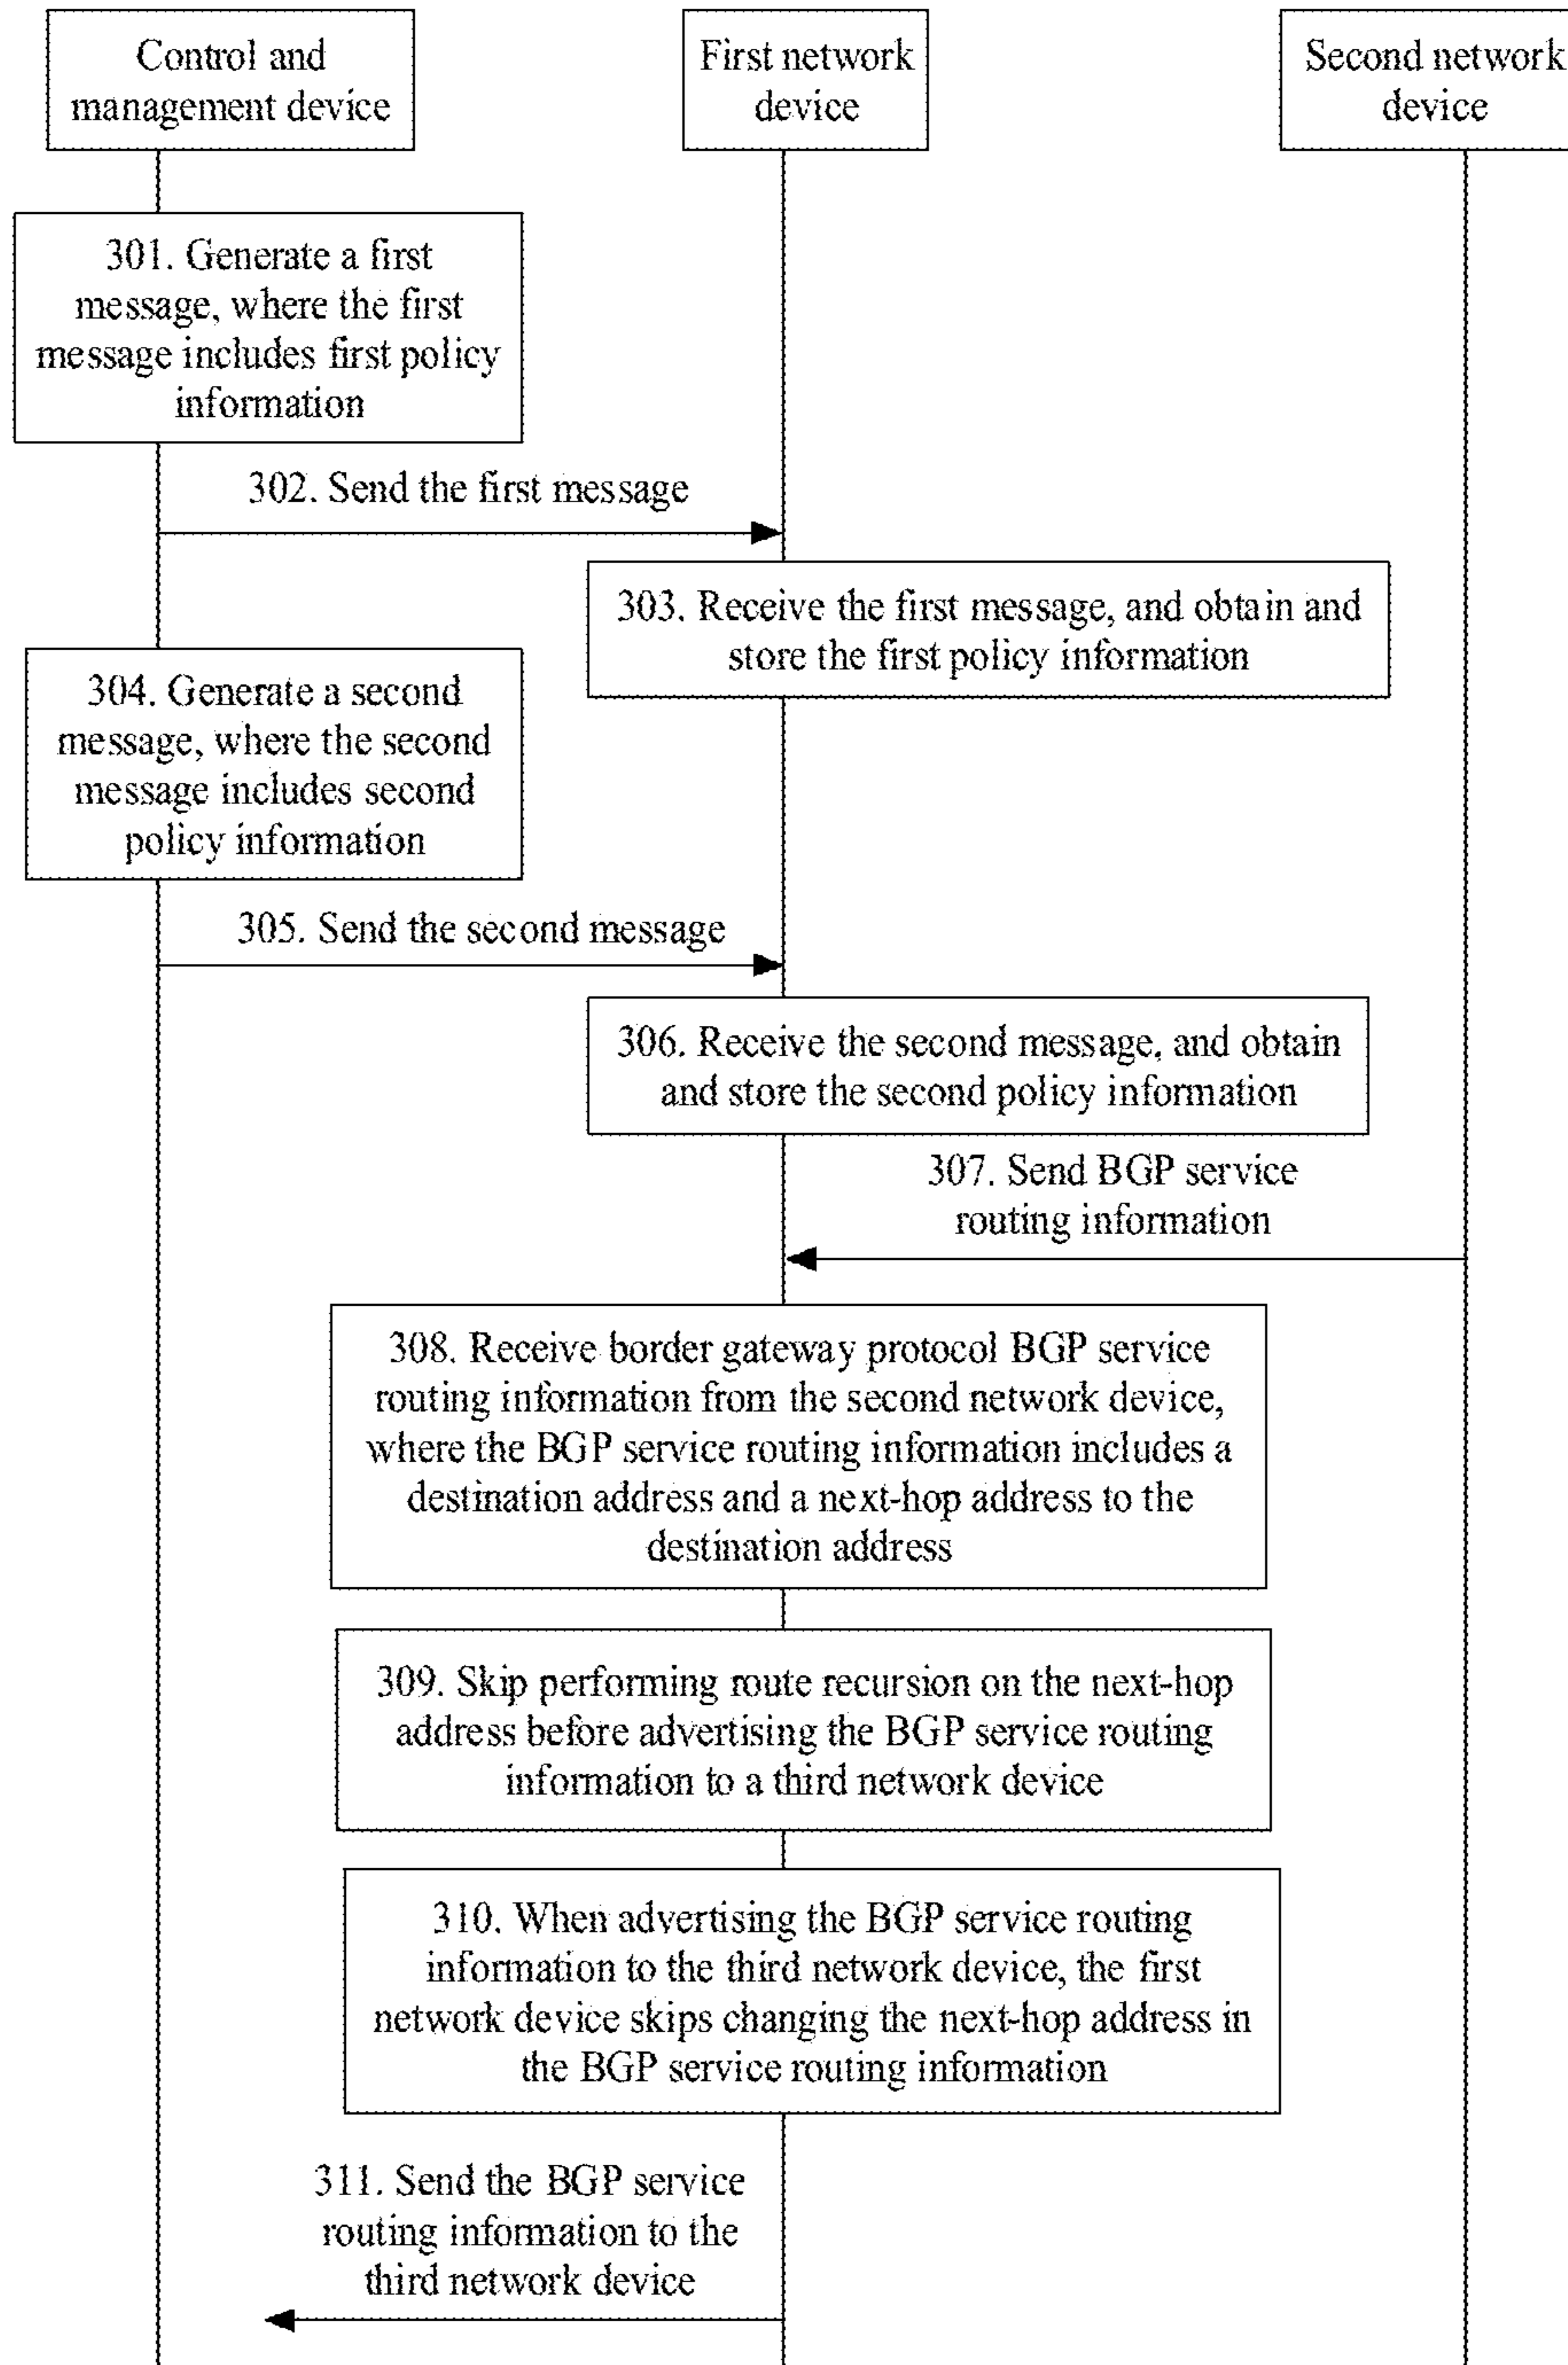 Control and
management device
First network
device
Second network
device
301. Generate a first
message, where the first
message includes first policy
information
302. Send the first message
303. Receive the first message, and obtain and
store the first policy information
304. Generate a second
message, where the second
message includes second
policy information
305. Send the second message
306. Receive the second message, and obtain
and store the second policy information
307. Send BGP service
routing information
308. Receive border gateway protocol BGP service
routing information from the second network device,
where the BGP service routing information includes a
destination address and a next-hop address to the
destination address
309. Skip performing route recursion on the next-hop
address before advertising the BGP service routing
information to a third network device
310. When advertising the BGP service routing
information to the third network device, the first
network device skips changing the next-hop address in
the BGP service routing information
311. Send the BGP service
routing information to the
third network device